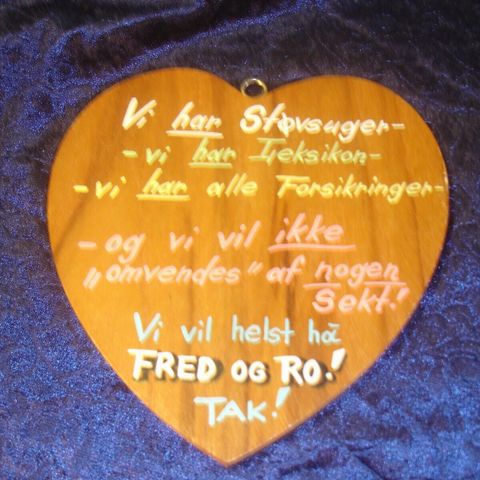 Vi har Støvsuger-
-vi har Leksikon-
-vi har alle Forsikringer-
-og vi vil ikke
„omvendes" af nogen
Sekt!
Vi vil helst ha
FRED OG RO!
TAK!